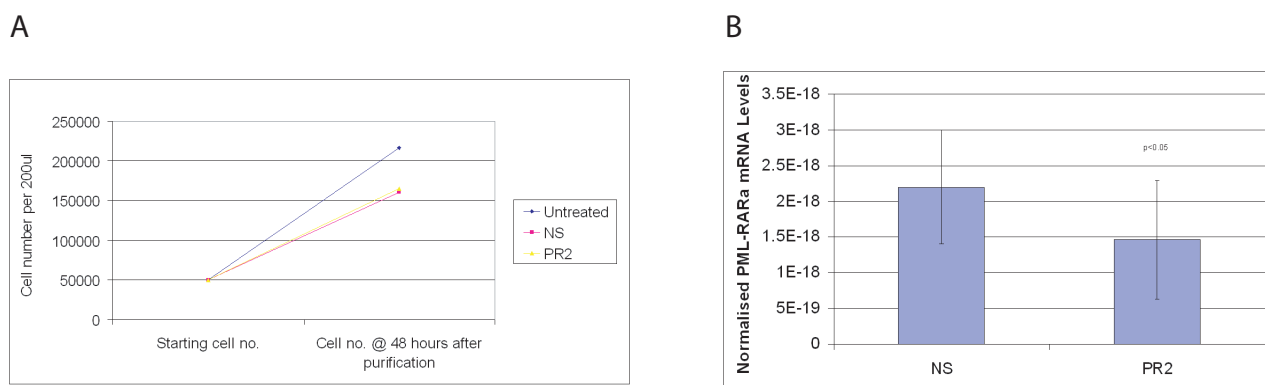 A
Cell number per 200ul
250000
200000
150000
100000
50000
0
Starting cell no.
Cell no. @ 48 hours after
purification
Untreated
NS
PR2
B
Normalised PML-RARa mRNA Levels
3.5E-18
3E-18
2.5E-18
2E-18
1.5E-18
1E-18
5E-19
0
p<0.05
NS
PR2